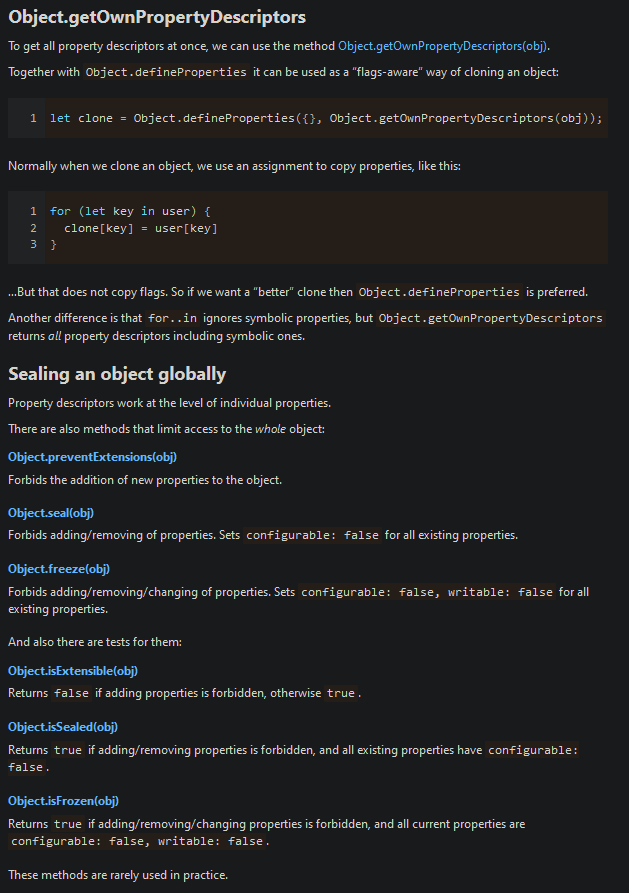 Object.getOwnPropertyDescriptors
To get all property descriptors at once, we can use the method Object.getOwnPropertyDescriptors(obj).
Together with Object.defineProperties it can be used as a “flags-aware” way of cloning an object:
1 let clone = Object.defineProperties({}, Object.getOwnPropertyDescriptors(obj));
Normally when we clone an object, we use an assignment to copy properties, like this:
1 for (let key in user) {
2   clone[key] = user[key]
3 }
…But that does not copy flags. So if we want a “better” clone then Object.defineProperties is preferred.
Another difference is that for..in ignores symbolic properties, but Object.getOwnPropertyDescriptors
returns all property descriptors including symbolic ones.
Sealing an object globally
Property descriptors work at the level of individual properties.
There are also methods that limit access to the whole object:
Object.preventExtensions(obj)
Forbids the addition of new properties to the object.
Object.seal(obj)
Forbids adding/removing of properties. Sets configurable: false for all existing properties.
Object.freeze(obj)
Forbids adding/removing/changing of properties. Sets configurable: false, writable: false for all
existing properties.
And also there are tests for them:
Object.isExtensible(obj)
Returns false if adding properties is forbidden, otherwise true.
Object.isSealed(obj)
Returns true if adding/removing properties is forbidden, and all existing properties have configurable:
false.
Object.isFrozen(obj)
Returns true if adding/removing/changing properties is forbidden, and all current properties are
configurable: false, writable: false.
These methods are rarely used in practice.